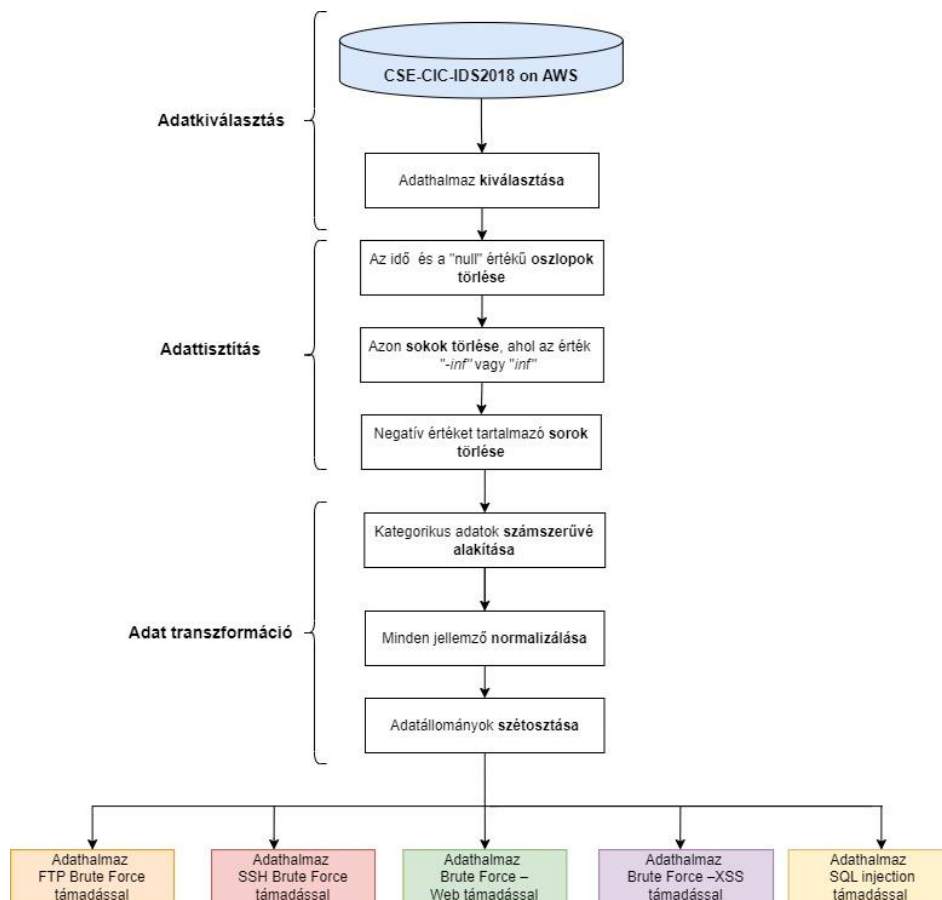 CSE-CIC-IDS2018 on AWS
Adatkiválasztás
Adathalmaz kiválasztása
Az idő és a "null" értékű oszlopok
törlése
Adattisztítás
Azon sokok törlése, ahol az érték
"-inf" vagy "inf"
Negatív értéket tartalmazó sorok
törlése
Kategorikus adatok számszerűvé
alakítása
Adat transzformáció
Minden jellemző normalizálása
Adatállományok szétosztása
Adathalmaz
FTP Brute Force
támadással
Adathalmaz
SSH Brute Force
támadással
Adathalmaz
Brute Force –
Web támadással
Adathalmaz
Brute Force –XSS
támadással
Adathalmaz
SQL injection
támadással